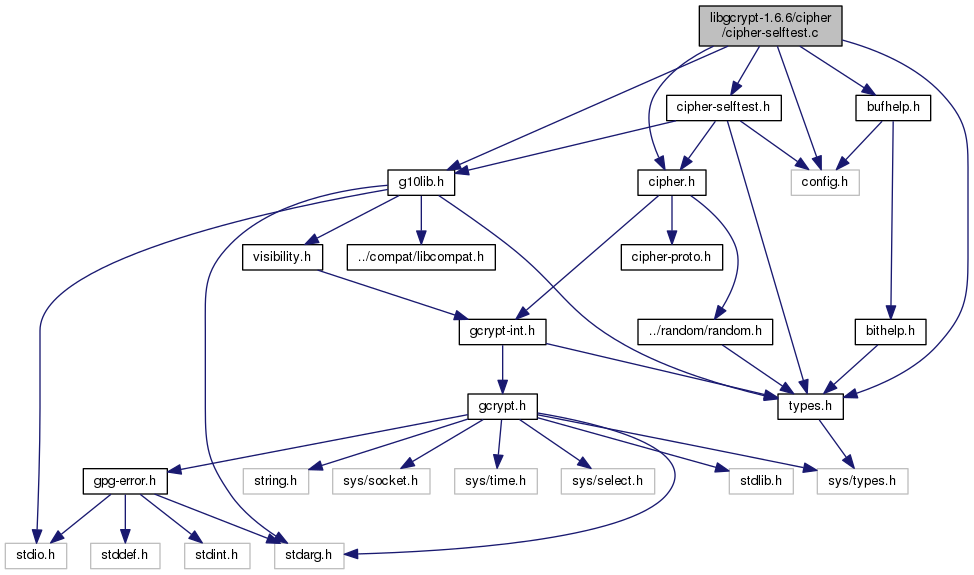 libgcrypt-1.6.6/cipher
/cipher-selftest.c
cipher-selftest.h
bufhelp.h
g10lib.h
cipher.h
config.h
visibility.h
../compat/libcompat.h
cipher-proto.h
gcrypt-int.h
../random/random.h
bithelp.h
gcrypt.h
types.h
gpg-error.h
string.h
sys/socket.h
sys/time.h
sys/select.h
stdlib.h
sys/types.h
stdio.h
stddef.h
stdint.h
stdarg.h